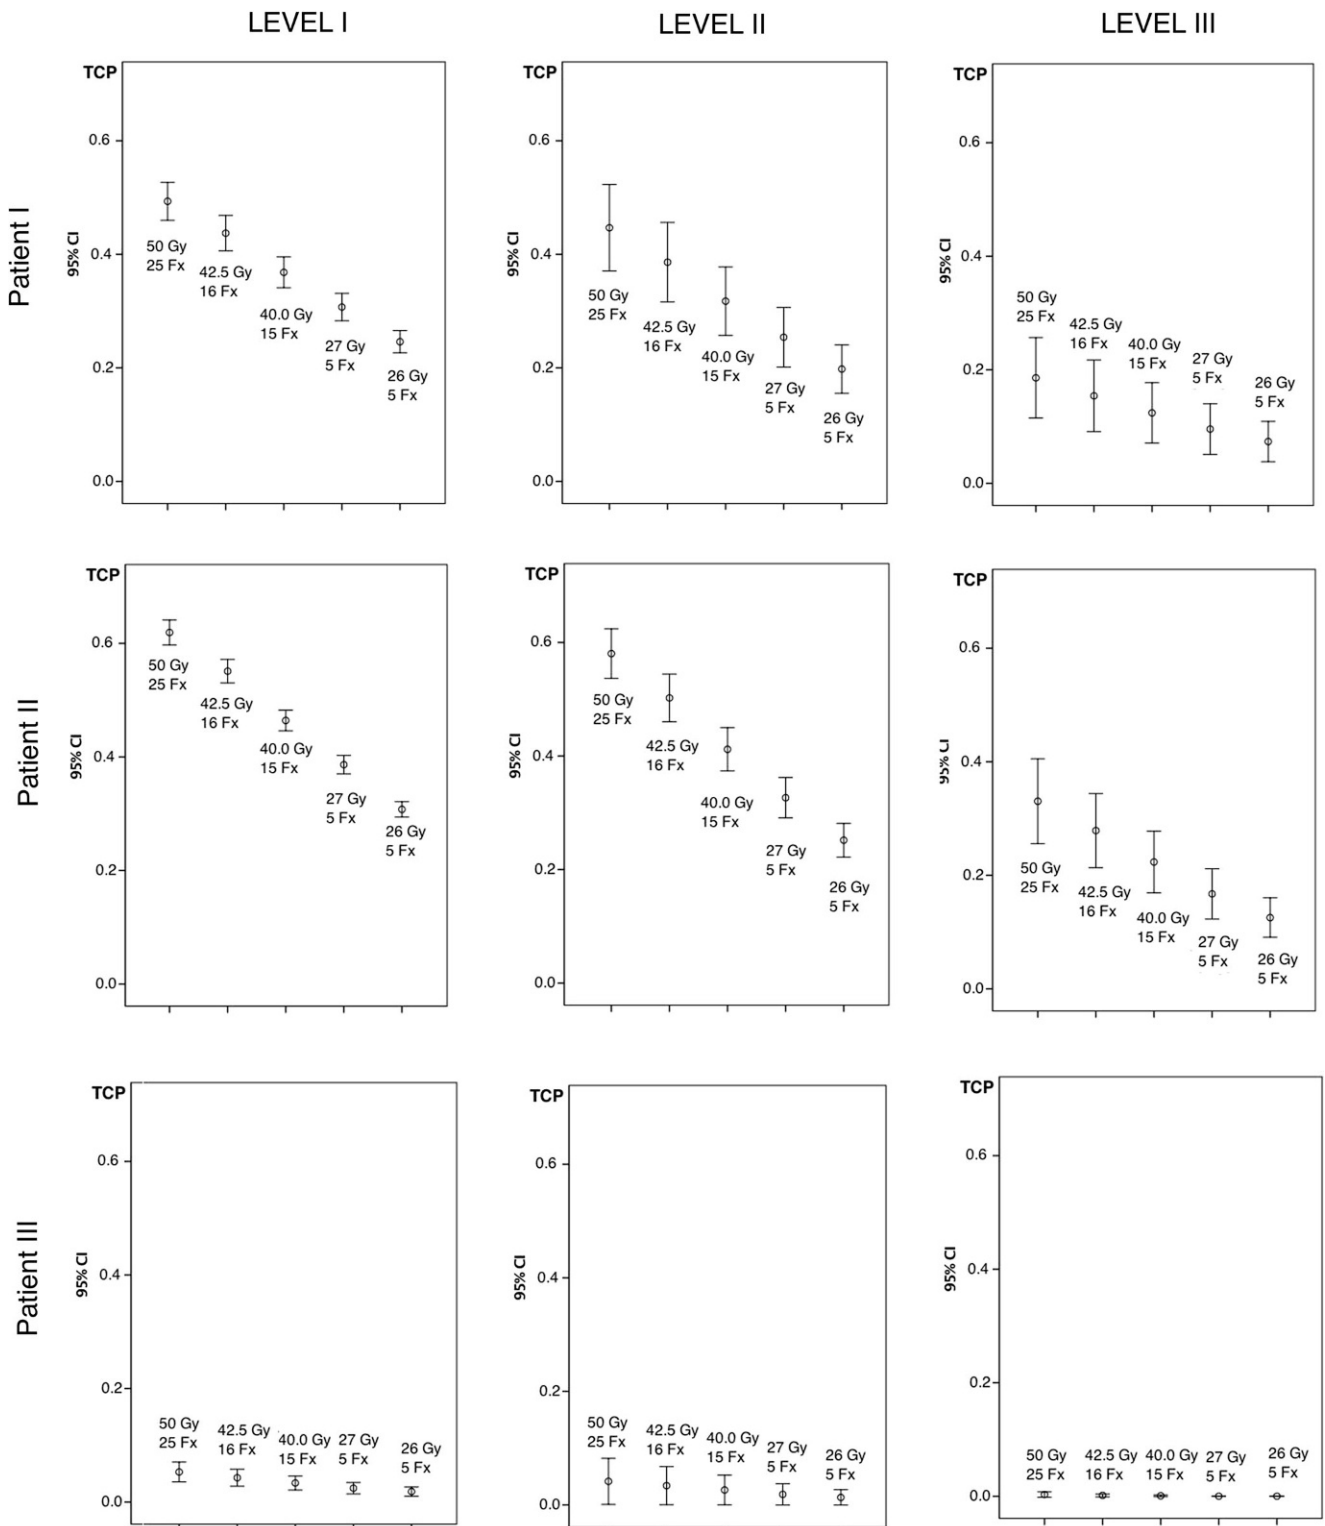 LEVEL I
LEVEL II
LEVEL III
Patient I
TCP
95% CI
0.6
0.4
0.2
0.0
50 Gy
25 Fx
42.5 Gy
16 Fx
40.0 Gy
15 Fx
27 Gy
5 Fx
26 Gy
5 Fx
TCP
95% CI
0.6
0.4
0.2
0.0
50 Gy
25 Fx
42.5 Gy
16 Fx
40.0 Gy
15 Fx
27 Gy
5 Fx
26 Gy
5 Fx
TCP
95% CI
0.6
0.4
0.2
0.0
50 Gy
25 Fx
42.5 Gy
16 Fx
40.0 Gy
15 Fx
27 Gy
5 Fx
26 Gy
5 Fx
Patient II
TCP
95% CI
0.6
0.4
0.2
0.0
50 Gy
25 Fx
42.5 Gy
16 Fx
40.0 Gy
15 Fx
27 Gy
5 Fx
26 Gy
5 Fx
TCP
95% CI
0.6
0.4
0.2
0.0
50 Gy
25 Fx
42.5 Gy
16 Fx
40.0 Gy
15 Fx
27 Gy
5 Fx
26 Gy
5 Fx
TCP
95% CI
0.6
0.4
0.2
0.0
50 Gy
25 Fx
42.5 Gy
16 Fx
40.0 Gy
15 Fx
27 Gy
5 Fx
26 Gy
5 Fx
Patient III
TCP
95% CI
0.6
0.4
0.2
0.0
50 Gy
25 Fx
42.5 Gy
16 Fx
40.0 Gy
15 Fx
27 Gy
5 Fx
26 Gy
5 Fx
TCP
95% CI
0.6
0.4
0.2
0.0
50 Gy
25 Fx
42.5 Gy
16 Fx
40.0 Gy
15 Fx
27 Gy
5 Fx
26 Gy
5 Fx
TCP
95% CI
0.6
0.4
0.2
0.0
50 Gy
25 Fx
42.5 Gy
16 Fx
40.0 Gy
15 Fx
27 Gy
5 Fx
26 Gy
5 Fx